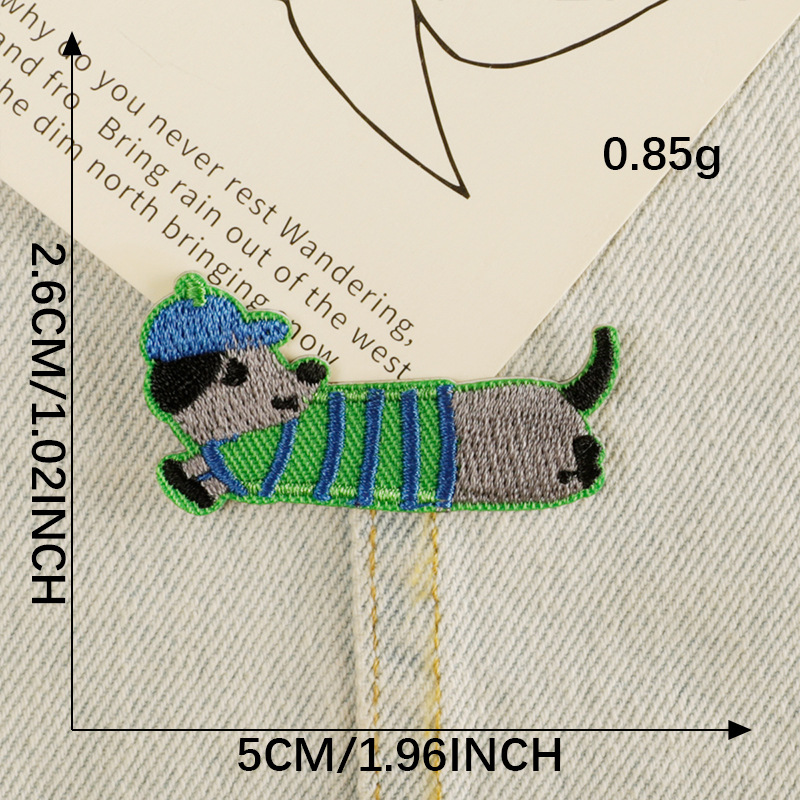 why do you never rest Wandering,
and fro Bring rain out of the west
he dim north bringing snow
0.85g
2.6CM/1.02INCH
5CM/1.96INCH